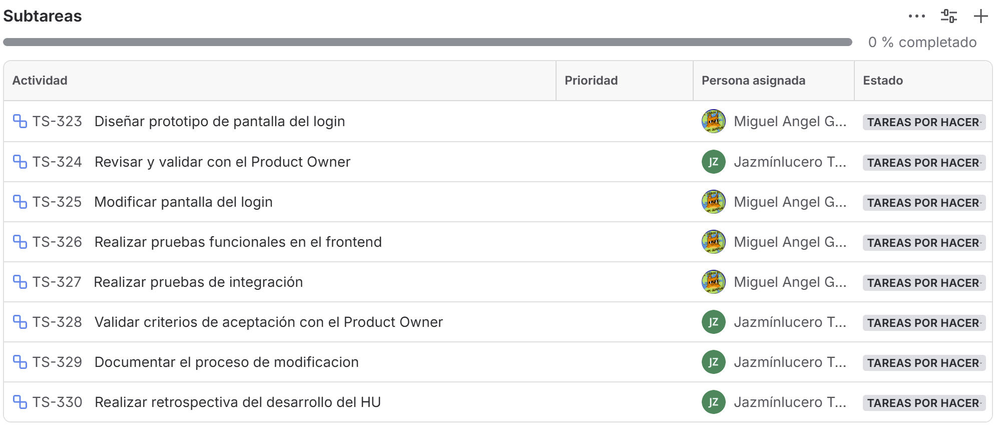 Subtareas
0 % completado
Actividad Prioridad Persona asignada Estado
TS-323 Diseñar prototipo de pantalla del login Miguel Angel G... TAREAS POR HACER
TS-324 Revisar y validar con el Product Owner JZ Jazmínlucero T... TAREAS POR HACER
TS-325 Modificar pantalla del login Miguel Angel G... TAREAS POR HACER
TS-326 Realizar pruebas funcionales en el frontend Miguel Angel G... TAREAS POR HACER
TS-327 Realizar pruebas de integración Miguel Angel G... TAREAS POR HACER
TS-328 Validar criterios de aceptación con el Product Owner JZ Jazmínlucero T... TAREAS POR HACER
TS-329 Documentar el proceso de modificacion JZ Jazmínlucero T... TAREAS POR HACER
TS-330 Realizar retrospectiva del desarrollo del HU JZ Jazmínlucero T... TAREAS POR HACER